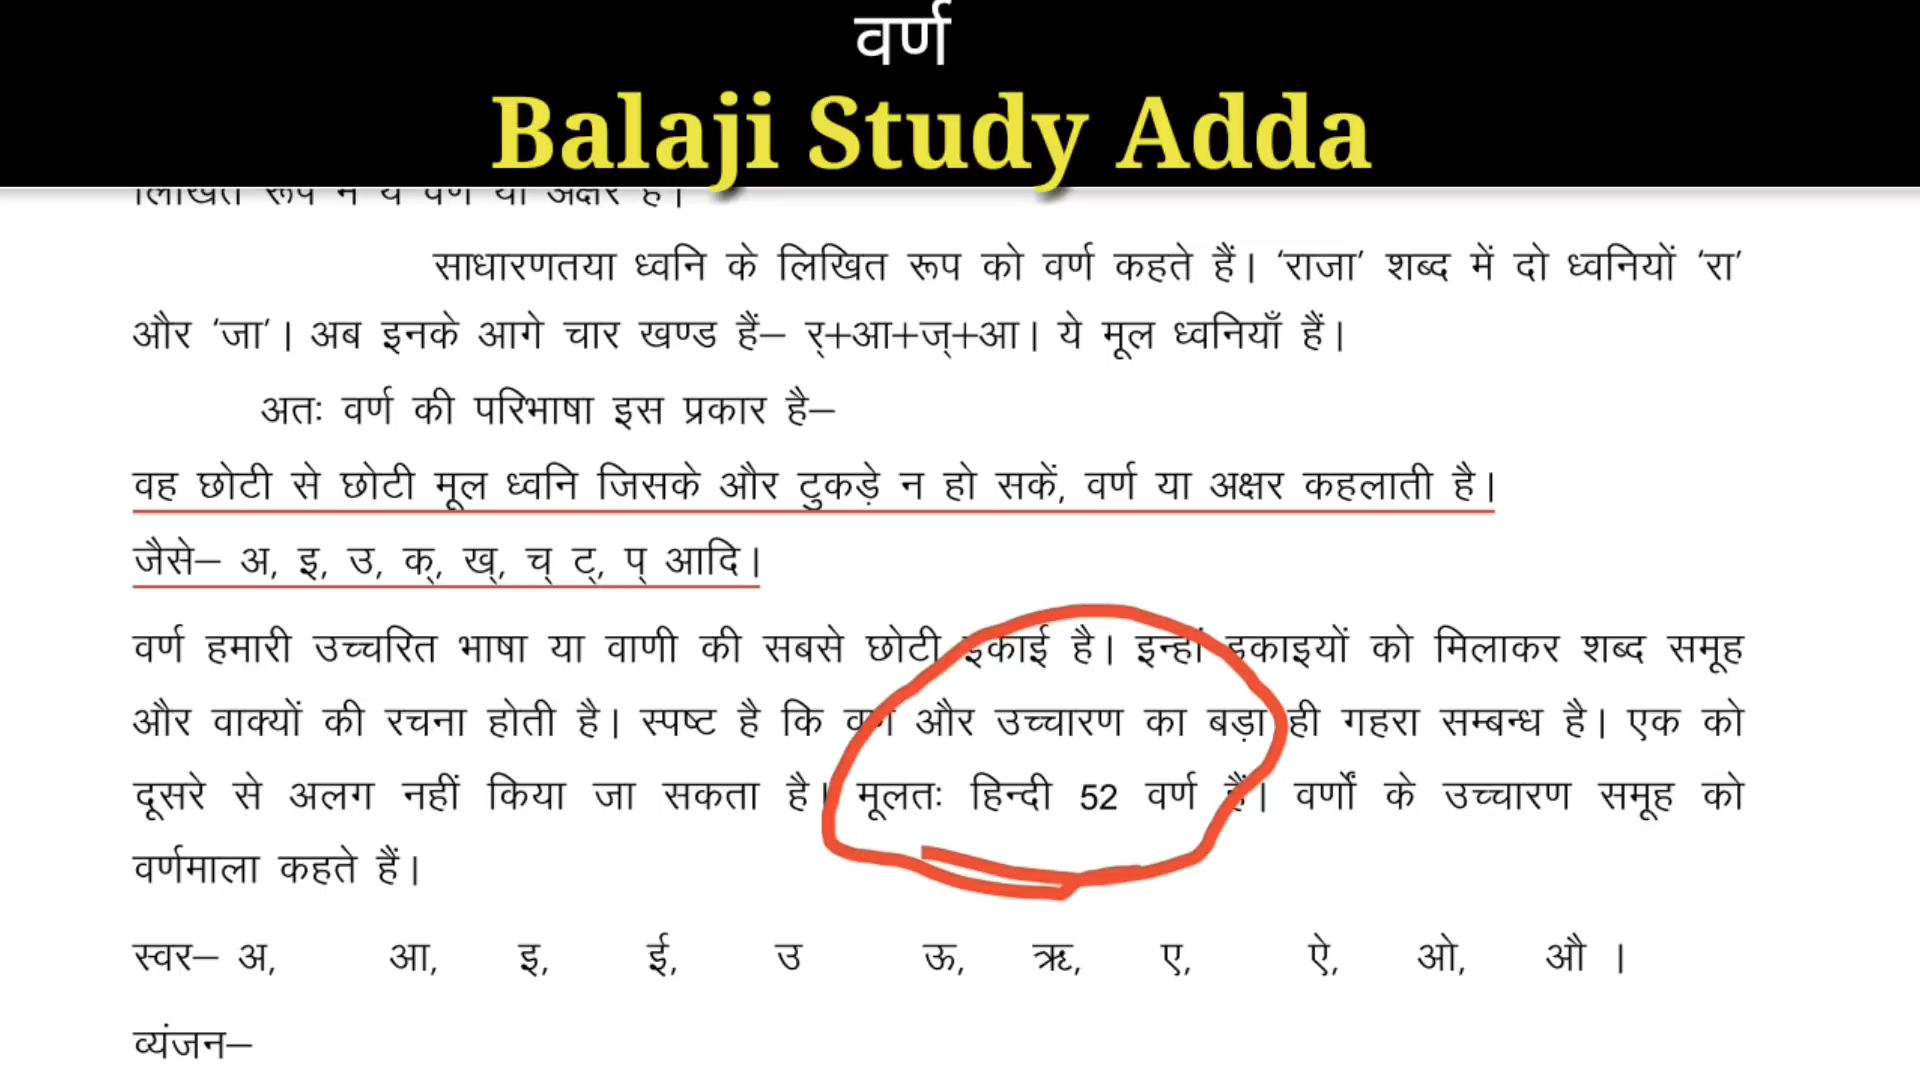 वर्ण
Balaji Study Adda
लिखित रूप में ये वर्ण या अक्षर हैं।
साधारणतया ध्वनि के लिखित रूप को वर्ण कहते हैं। ‘राजा’ शब्द में दो ध्वनियों ‘रा’
और ‘जा’। अब इनके आगे चार खण्ड हैं– र्+आ+ज्+आ। ये मूल ध्वनियाँ हैं।
अतः वर्ण की परिभाषा इस प्रकार है–
वह छोटी से छोटी मूल ध्वनि जिसके और टुकड़े न हो सकें, वर्ण या अक्षर कहलाती है।
जैसे– अ, इ, उ, क्, ख्, च् ट्, प् आदि।
वर्ण हमारी उच्चरित भाषा या वाणी की सबसे छोटी इकाई है। इन्हीं इकाइयों को मिलाकर शब्द समूह
और वाक्यों की रचना होती है। स्पष्ट है कि वर्ण और उच्चारण का बड़ा ही गहरा सम्बन्ध है। एक को
दूसरे से अलग नहीं किया जा सकता है। मूलतः हिन्दी 52 वर्ण हैं। वर्णों के उच्चारण समूह को
वर्णमाला कहते हैं।
स्वर– अ, आ, इ, ई, उ ऊ, ऋ, ए, ऐ, ओ, औ ।
व्यंजन–